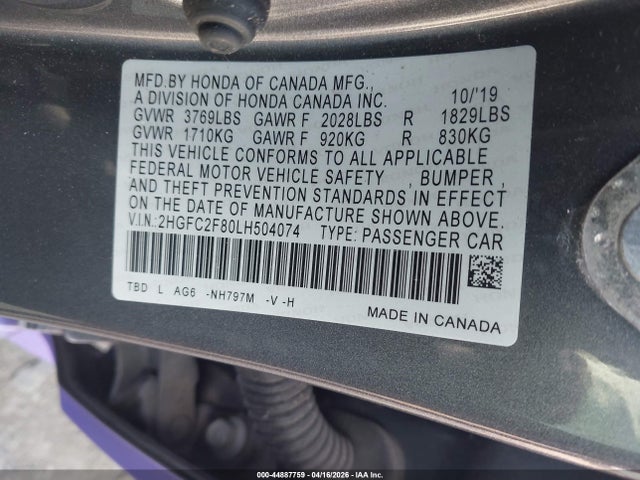 MFD.BY HONDA OF CANADA MFG.,
A DIVISION OF HONDA CANADA INC. 10/'19
GVWR 3769LBS GAWR F 2028LBS R 1829LBS
GVWR 1710KG GAWR F 920KG R 830KG
THIS VEHICLE CONFORMS TO ALL APPLICABLE
FEDERAL MOTOR VEHICLE SAFETY , BUMPER ,
AND THEFT PREVENTION STANDARDS IN EFFECT
ON THE DATE OF MANUFACTURE SHOWN ABOVE.
V.I.N.:2HGFC2F80LH504074 TYPE: PASSENGER CAR
TBD L AG6 -NH797M -V -H
MADE IN CANADA
000-44887759 | 04/16/2026 | IAA Inc.